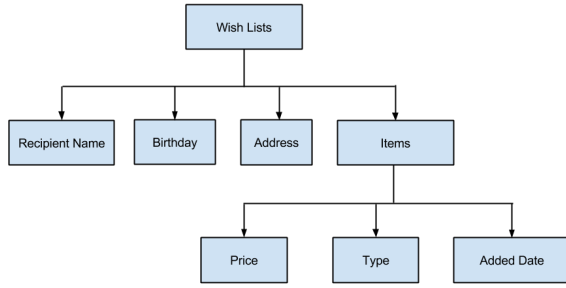 Wish Lists
Recipient Name
Birthday
Address
Items
Price
Type
Added Date